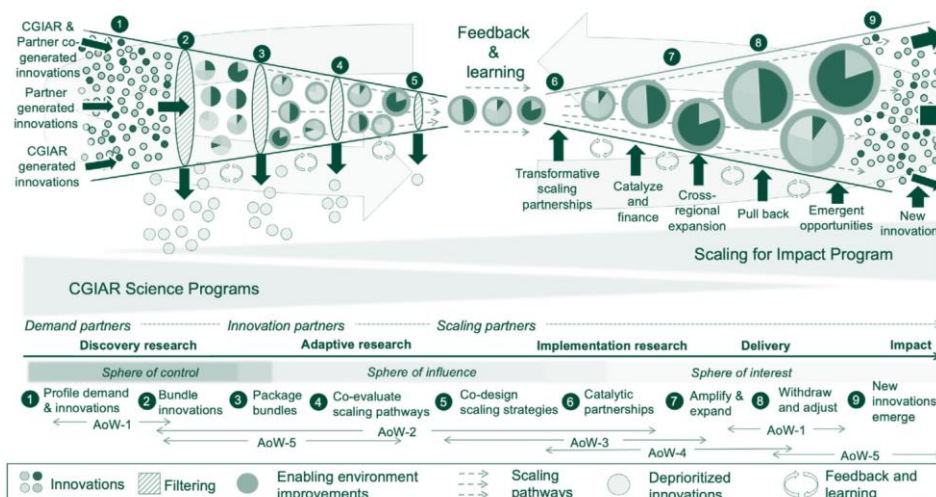 CGIAR &
Partner co-
generated
innovations
Partner
generated
innovations
CGIAR
generated
innovations
1
2
3
4
5
Feedback
&
learning
6
7
8
9
Transformative
scaling
partnerships
Catalyze
and
finance
Cross-
regional
expansion
Pull back
Emergent
opportunities
New
innovation
Scaling for Impact Program
CGIAR Science Programs
Demand partners
Innovation partners
Scaling partners
Discovery research
Adaptive research
Implementation research
Delivery
Impact
Sphere of control
Sphere of influence
Sphere of interest
1 Profile demand
& innovations
2 Bundle
innovations
3 Package
bundles
4 Co-evaluate
scaling pathways
5 Co-design
scaling strategies
6 Catalytic
partnerships
7 Amplify &
expand
8 Withdraw
and adjust
9 New
innovations
emerge
AoW-1
AoW-2
AoW-1
AoW-5
AoW-3
AoW-4
AoW-5
Innovations
Filtering
Enabling environment
improvements
Scaling
pathways
Deprioritized
innovations
Feedback and
learning